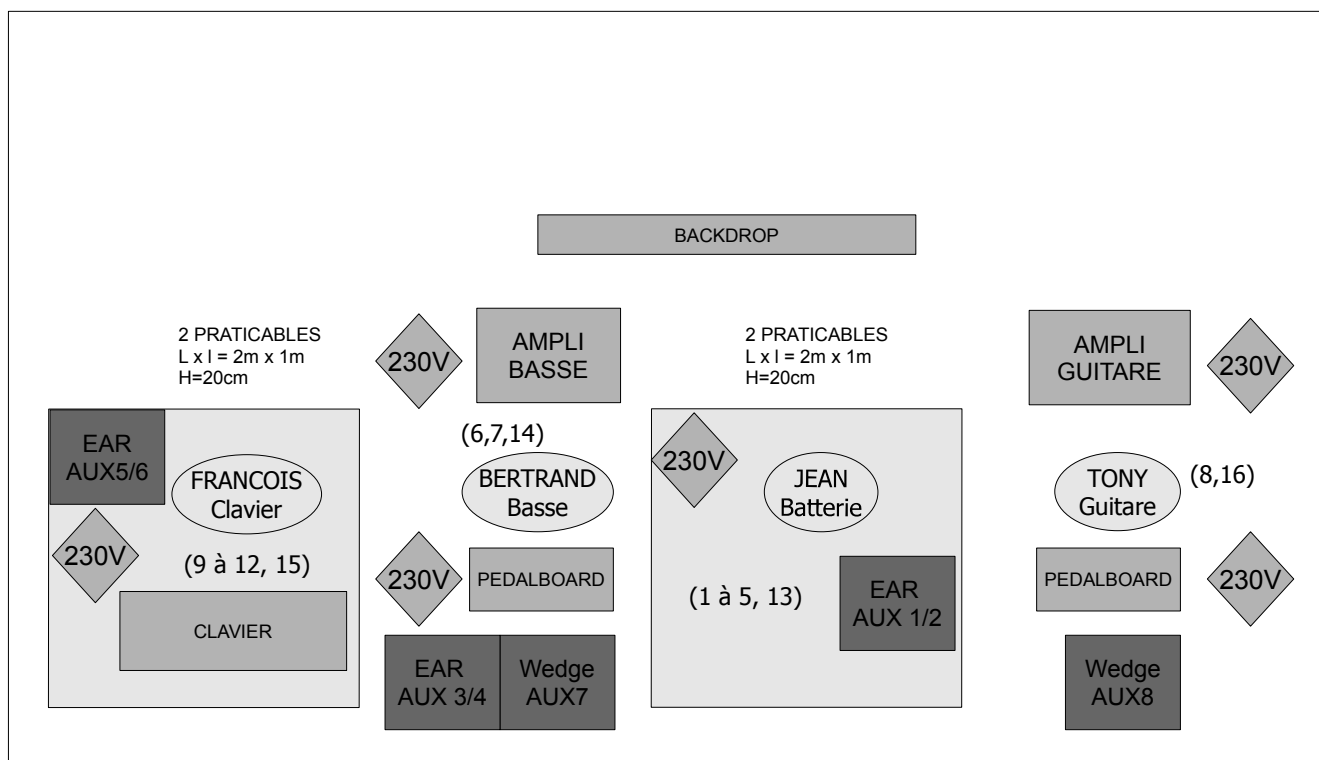 BACKDROP
2 PRATICABLES
L x l = 2m x 1m
H=20cm
230V
AMPLI
BASSE
2 PRATICABLES
L x l = 2m x 1m
H=20cm
AMPLI
GUITARE
230V
EAR
AUX5/6
FRANCOIS
Clavier
(6,7,14)
BERTRAND
Basse
230V
JEAN
Batterie
TONY
Guitare
(8,16)
230V
(9 à 12, 15)
CLAVIER
230V
PEDALBOARD
(1 à 5, 13)
EAR
AUX 1/2
PEDALBOARD
230V
EAR
AUX 3/4
Wedge
AUX7
Wedge
AUX8